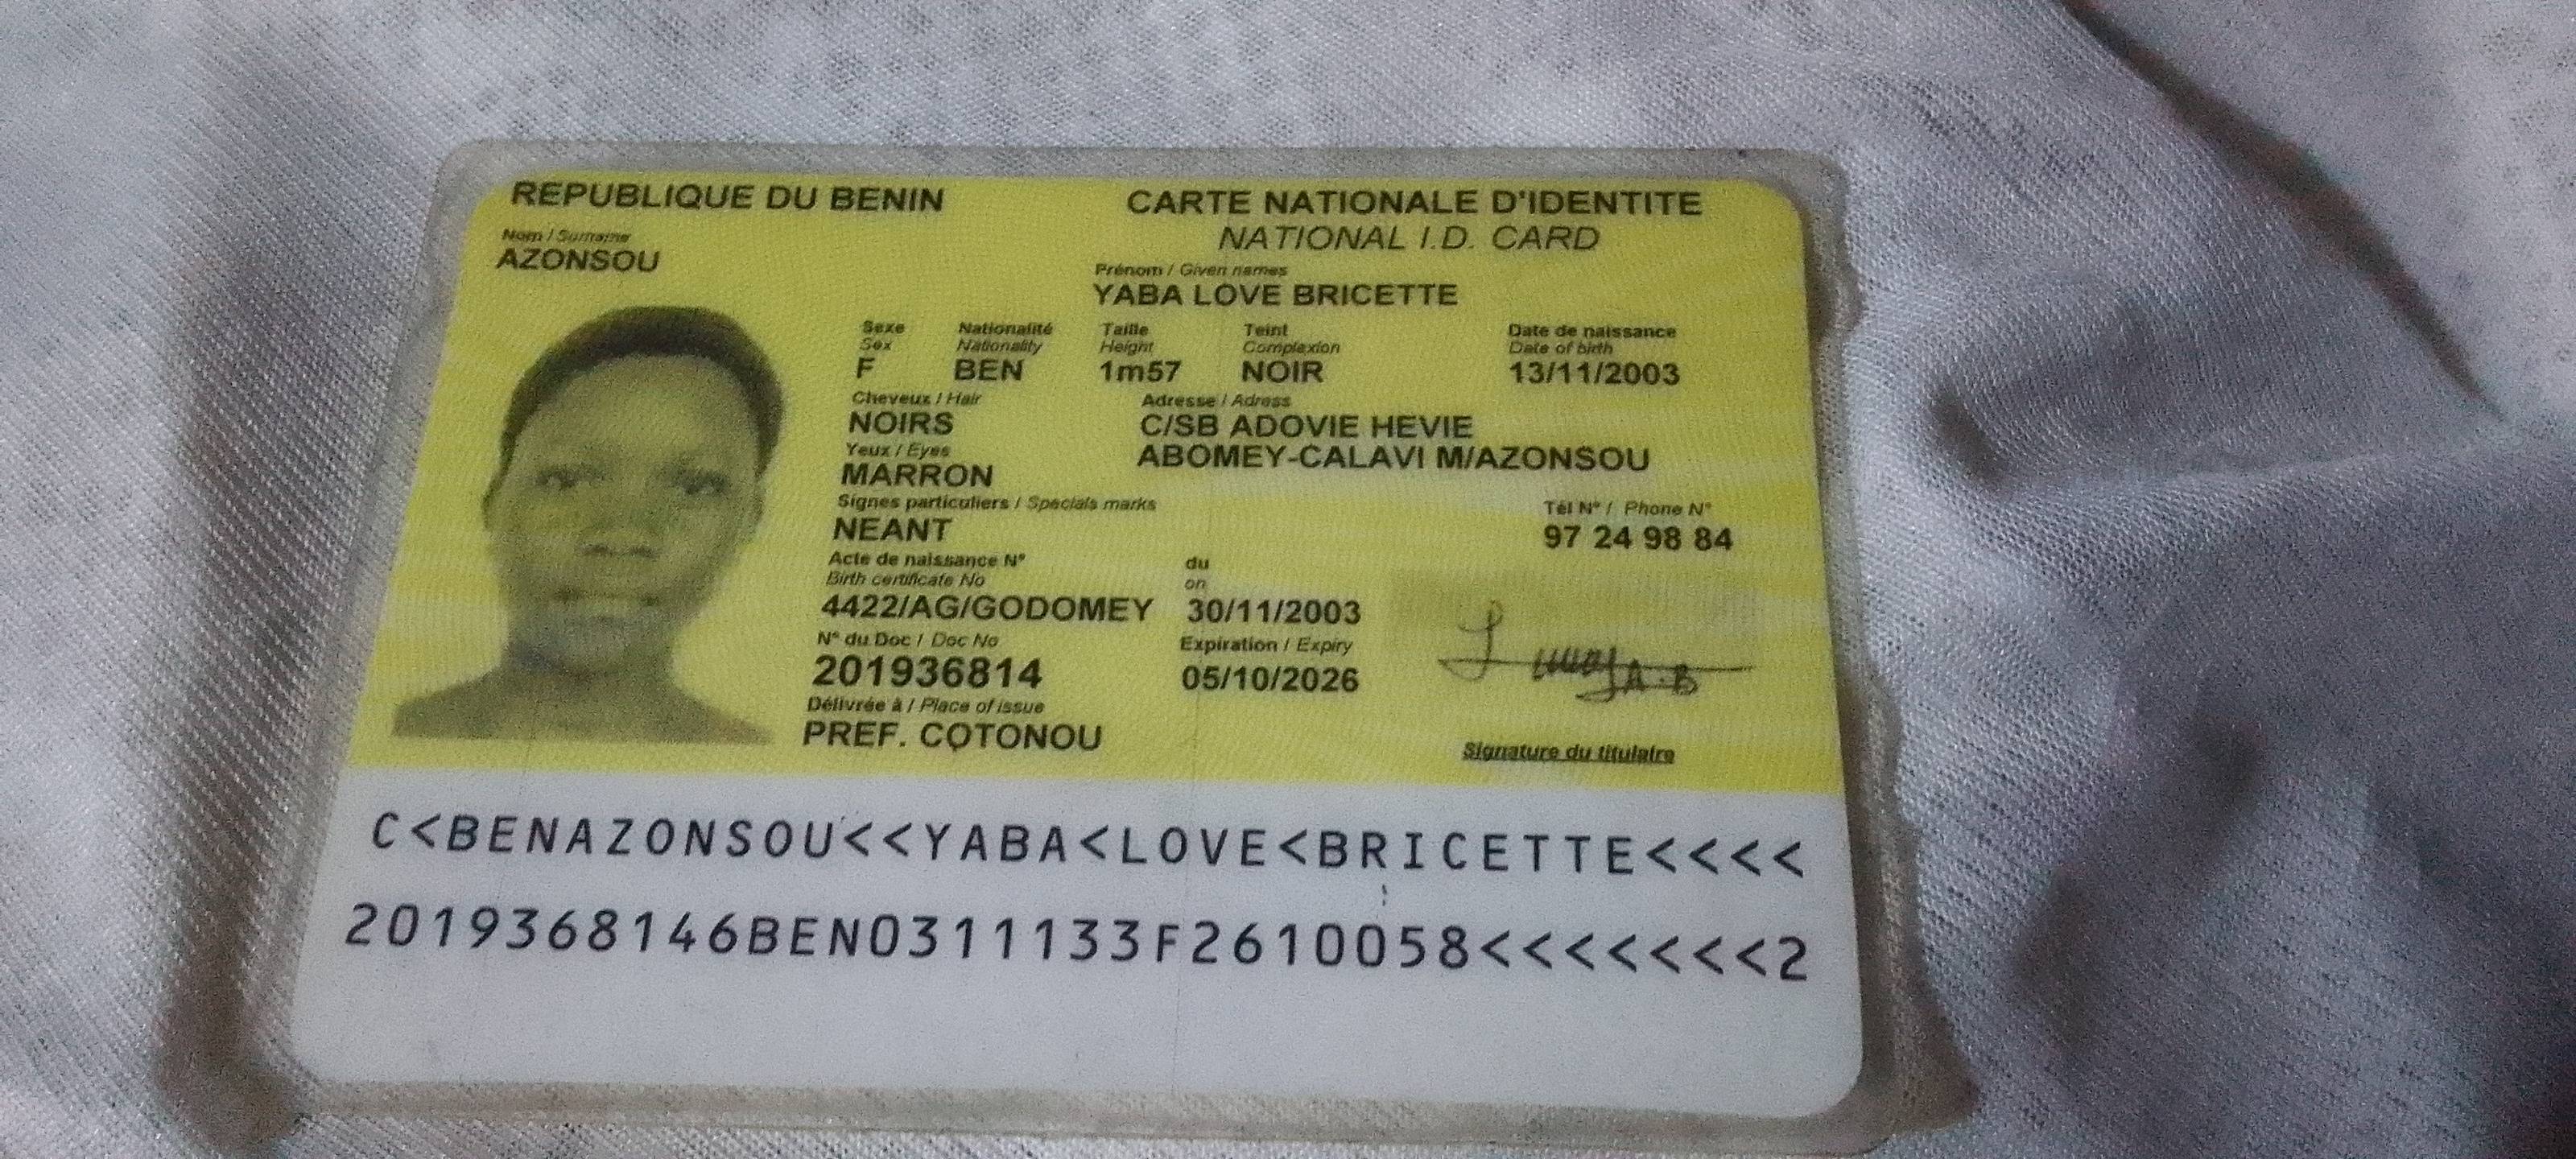 REPUBLIQUE DU BENIN
CARTE NATIONALE D'IDENTITE
NATIONAL I.D. CARD
Nom / Surname
AZONSOU
Prénom / Given names
YABA LOVE BRICETTE
Sexe Nationalité Taille Teint Date de naissance
Sex Nationality Height Complexion Date of birth
F BEN 1m57 NOIR 13/11/2003
Cheveux / Hair Adresse / Adress
NOIRS C/SB ADOVIE HEVIE
Yeux / Eyes
MARRON ABOMEY-CALAVI M/AZONSOU
Signes particuliers / Specials marks Tél N° / Phone N°
NEANT 97 24 98 84
Acte de naissance N° du
Birth certificate No on
4422/AG/GODOMEY 30/11/2003
N° du Doc / Doc No Expiration / Expiry
201936814 05/10/2026
Délivrée à / Place of issue
PREF. COTONOU
A.B
Signature du titulaire
C<BENAZONSOU<<YABA<LOVE<BRICETTE<<<<
2019368146BEN0311133F2610058<<<<<<<2